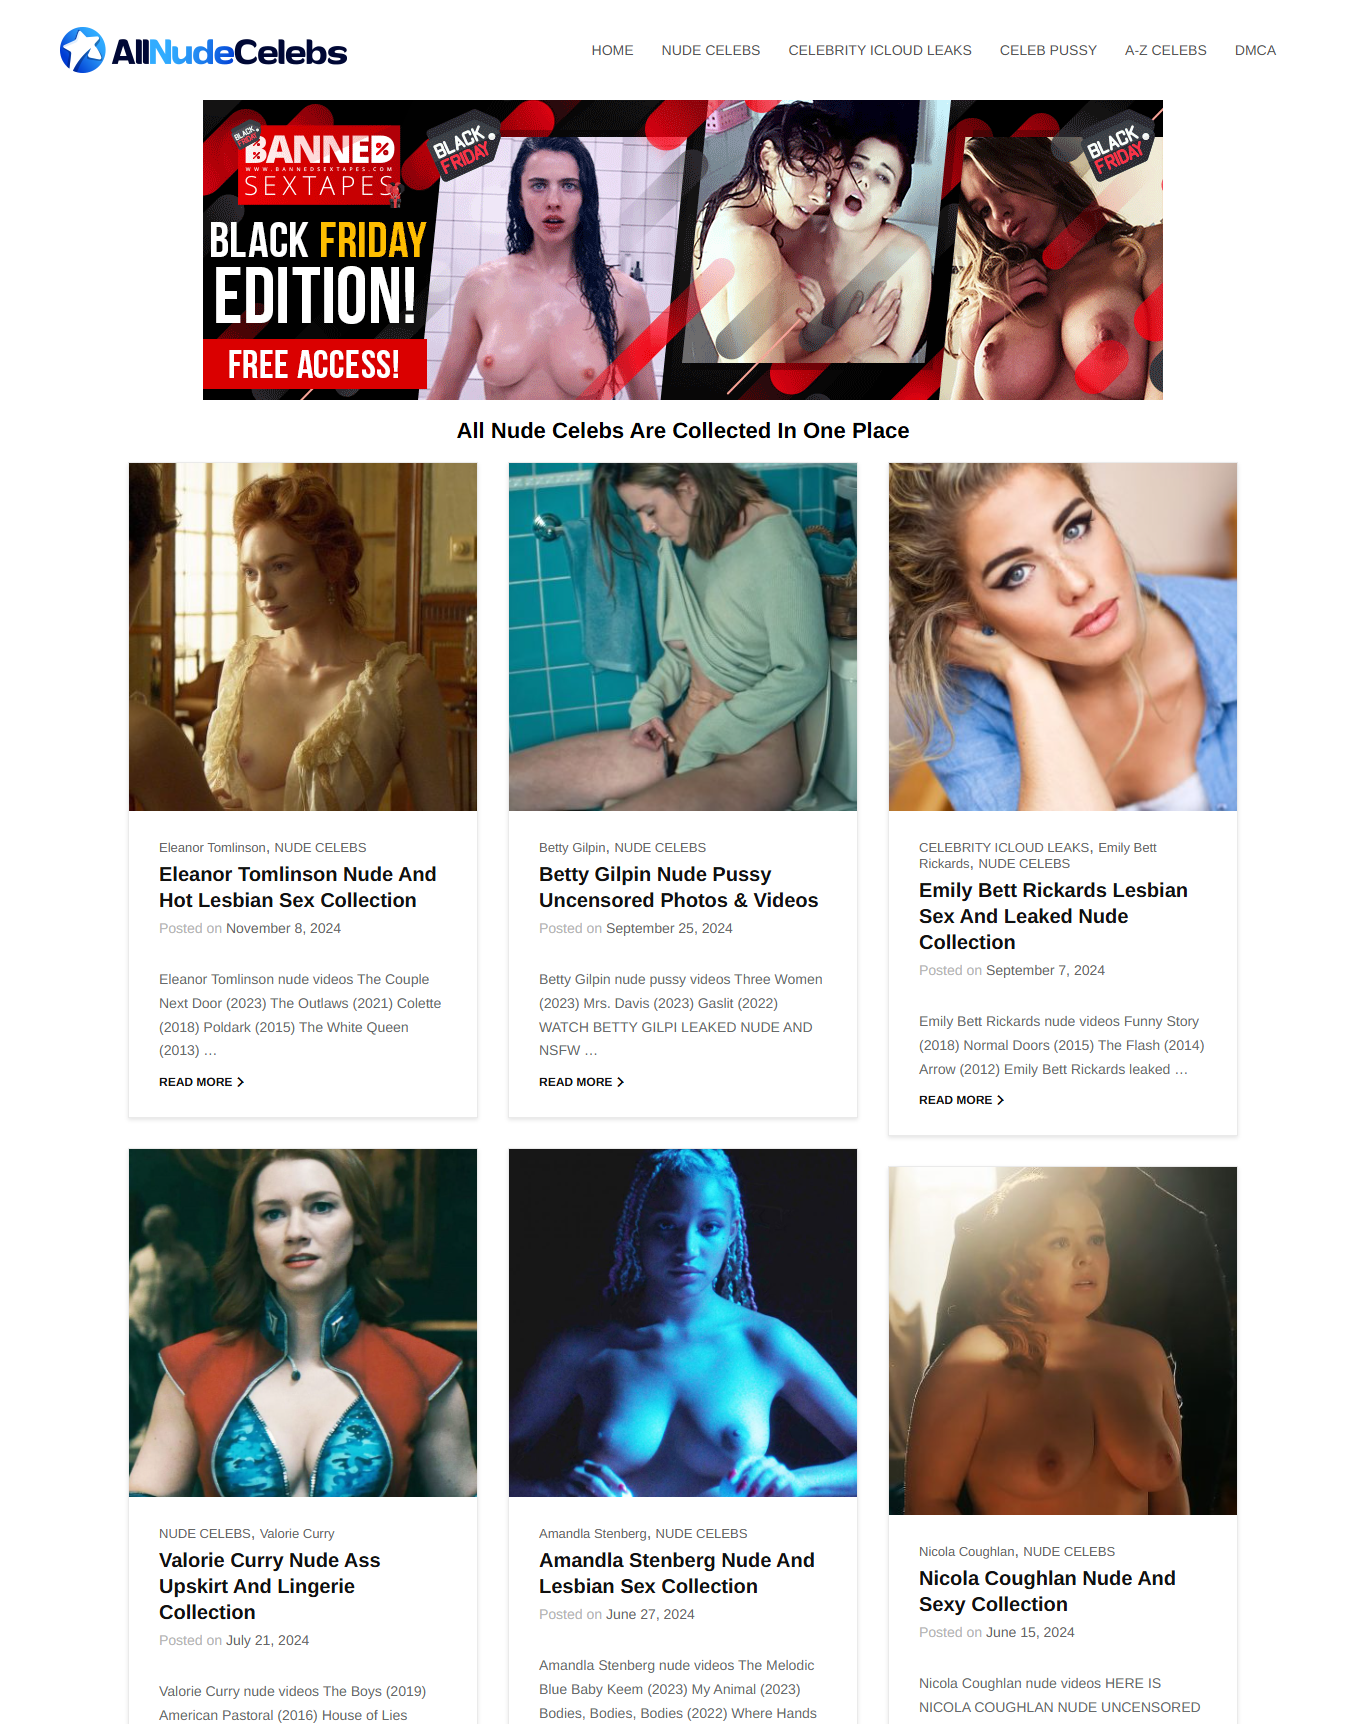 AllNudeCelebs
HOME NUDE CELEBS CELEBRITY ICLOUD LEAKS CELEB PUSSY A-Z CELEBS DMCA
BLACK FRIDAY
BANNED
WWW.BANNEDSEXTAPES.COM
SEXTAPES
BLACK FRIDAY
EDITION!
FREE ACCESS!
BLACK
FRIDAY
BLACK
FRIDAY
All Nude Celebs Are Collected In One Place
Eleanor Tomlinson, NUDE CELEBS
Eleanor Tomlinson Nude And
Hot Lesbian Sex Collection
Posted on November 8, 2024
Eleanor Tomlinson nude videos The Couple
Next Door (2023) The Outlaws (2021) Colette
(2018) Poldark (2015) The White Queen
(2013) …
READ MORE
Betty Gilpin, NUDE CELEBS
Betty Gilpin Nude Pussy
Uncensored Photos & Videos
Posted on September 25, 2024
Betty Gilpin nude pussy videos Three Women
(2023) Mrs. Davis (2023) Gaslit (2022)
WATCH BETTY GILPI LEAKED NUDE AND
NSFW …
READ MORE
CELEBRITY ICLOUD LEAKS, Emily Bett
Rickards, NUDE CELEBS
Emily Bett Rickards Lesbian
Sex And Leaked Nude
Collection
Posted on September 7, 2024
Emily Bett Rickards nude videos Funny Story
(2018) Normal Doors (2015) The Flash (2014)
Arrow (2012) Emily Bett Rickards leaked …
READ MORE
NUDE CELEBS, Valorie Curry
Valorie Curry Nude Ass
Upskirt And Lingerie
Collection
Posted on July 21, 2024
Valorie Curry nude videos The Boys (2019)
American Pastoral (2016) House of Lies
Amandla Stenberg, NUDE CELEBS
Amandla Stenberg Nude And
Lesbian Sex Collection
Posted on June 27, 2024
Amandla Stenberg nude videos The Melodic
Blue Baby Keem (2023) My Animal (2023)
Bodies, Bodies, Bodies (2022) Where Hands
Nicola Coughlan, NUDE CELEBS
Nicola Coughlan Nude And
Sexy Collection
Posted on June 15, 2024
Nicola Coughlan nude videos HERE IS
NICOLA COUGHLAN NUDE UNCENSORED